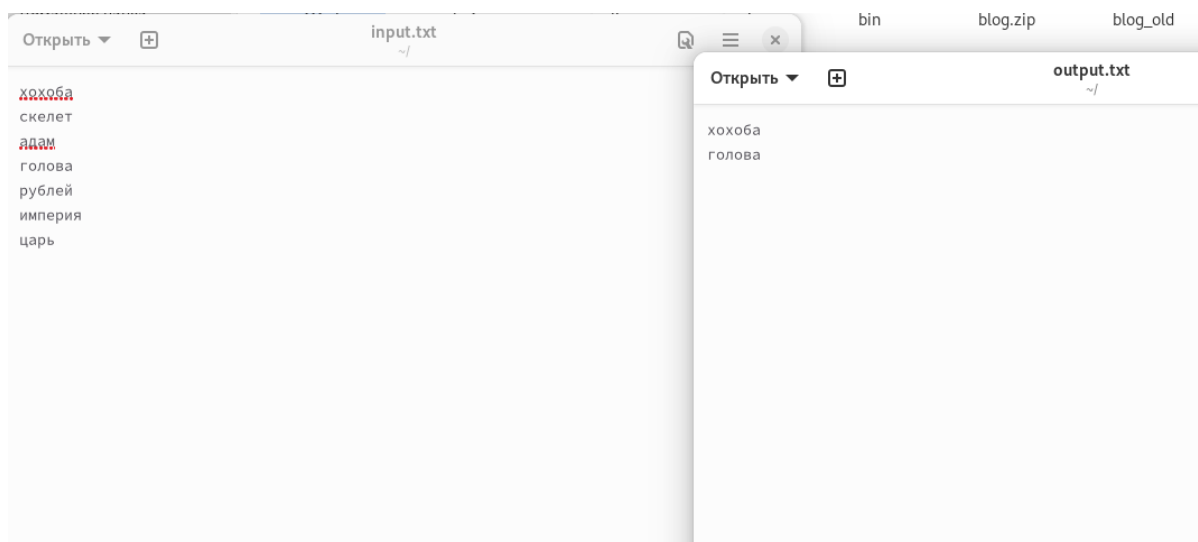 bin
blog.zip
blog_old
Открыть
input.txt
~/
хохоба
скелет
адам
голова
рублей
империя
царь
Открыть
output.txt
~/
хохоба
голова